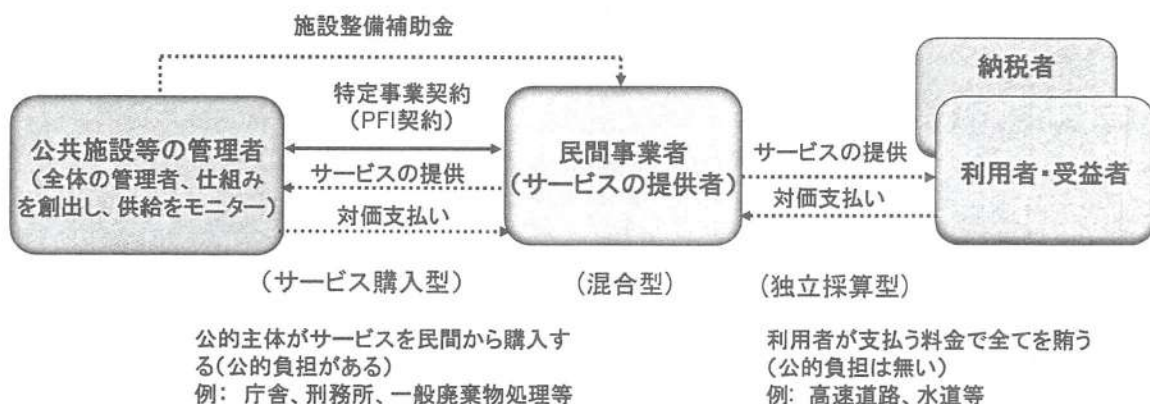 施設整備補助金
納税者
特定事業契約
(PFI契約)
公共施設等の管理者
(全体の管理者、仕組み
を創出し、供給をモニター)
サービスの提供
対価支払い
民間事業者
(サービスの提供者)
サービスの提供
対価支払い
利用者・受益者
(サービス購入型)
(混合型)
(独立採算型)
公的主体がサービスを民間から購入す
る(公的負担がある)
例: 庁舎、刑務所、一般廃棄物処理等
利用者が支払う料金で全てを賄う
(公的負担は無い)
例: 高速道路、水道等